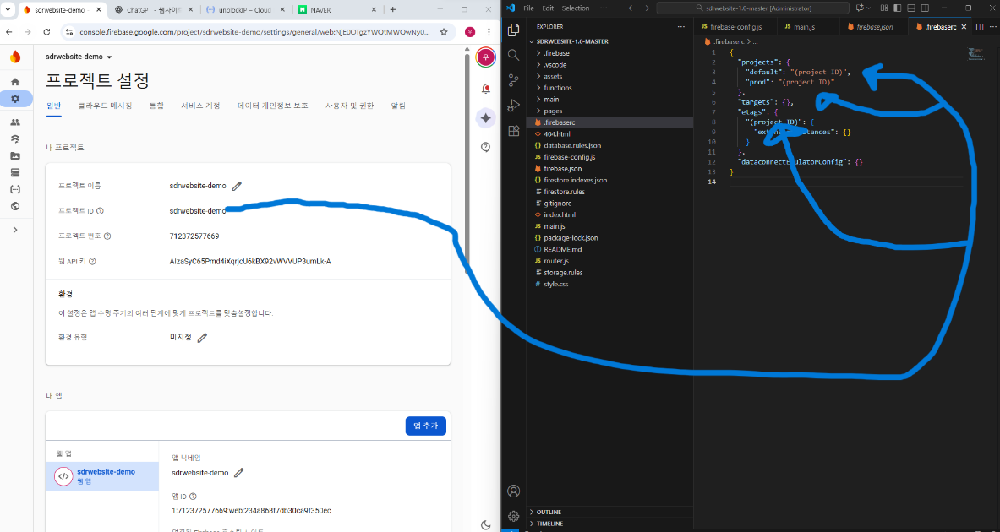 sdrwebsite-demo
ChatGPT - 웹사이트
unblockIP – Cloud
NAVER
console.firebase.google.com/project/sdrwebsite-demo/settings/general/web:NjE0OTgzYWQtMWQwNy0...
우
sdrwebsite-demo
프로젝트 설정
일반 클라우드 메시징 통합 서비스 계정 데이터 개인정보 보호 사용자 및 권한 알림
내 프로젝트
프로젝트 이름 sdrwebsite-demo
프로젝트 ID sdrwebsite-demo
프로젝트 번호 712372577669
웹 API 키 AIzaSyC65Pmd4iXqrjcU6kBX92vWVVUP3umLk-A
환경
이 설정은 앱 수명 주기의 여러 단계에 맞게 프로젝트를 맞춤설정합니다.
환경 유형 미지정
내 앱
앱 추가
웹 앱
sdrwebsite-demo
웹 앱
앱 닉네임
sdrwebsite-demo
앱 ID
1:712372577669:web:234a868f7db30ca9f350ec
File Edit Selection ...
sdrwebsite-1.0-master [Administrator]
EXPLORER ...
SDRWEBSITE-1.0-MASTER
.firebase
.vscode
assets
functions
main
pages
.firebaserc
404.html
database.rules.json
firebase-config.js
firebase.json
firestore.indexes.json
firestore.rules
gitignore
index.html
main.js
package-lock.json
README.md
router.js
storage.rules
style.css
OUTLINE
TIMELINE
firebase-config.js main.js firebase.json .firebaserc
.firebaserc > ...
1 {
2 "projects": {
3 "default": "(project ID)",
4 "prod": "(project ID)"
5 },
6 "targets": {},
7 "etags": {
8 "(project ID)": {
9 {}
10 }
11 },
12 "dataconnectEmulatorConfig": {}
13 }
14